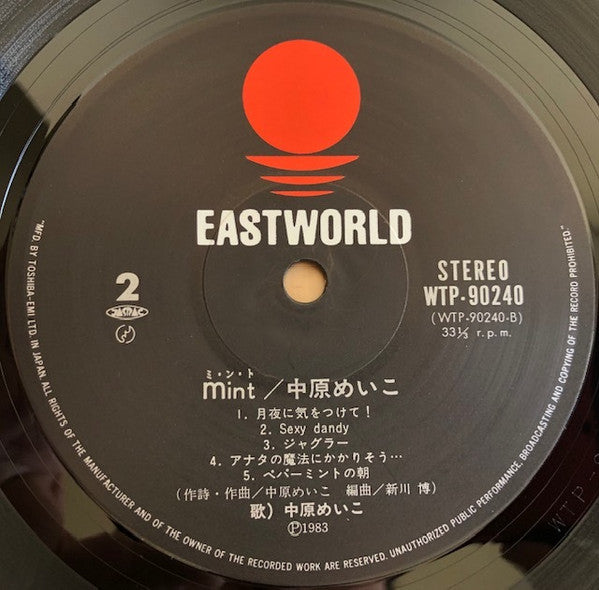 EASTWORLD
2
JASRAC
STEREO
WTP-90240
(WTP-90240-B)
33⅓ r.p.m.
ミ・ン・ト
mint／中原めいこ
1. 月夜に気をつけて！
2. Sexy dandy
3. ジャグラー
4. アナタの魔法にかかりそう…
5. ペパーミントの朝
(作詩・作曲／中原めいこ 編曲／新川 博)
歌) 中原めいこ
Ⓟ1983
"MFD. BY TOSHIBA-EMI LTD. IN JAPAN. ALL RIGHTS OF THE MANUFACTURER AND OF THE OWNER OF THE RECORDED WORK ARE RESERVED. UNAUTHORIZED PUBLIC PERFORMANCE, BROADCASTING AND COPYING OF THE RECORD PROHIBITED."